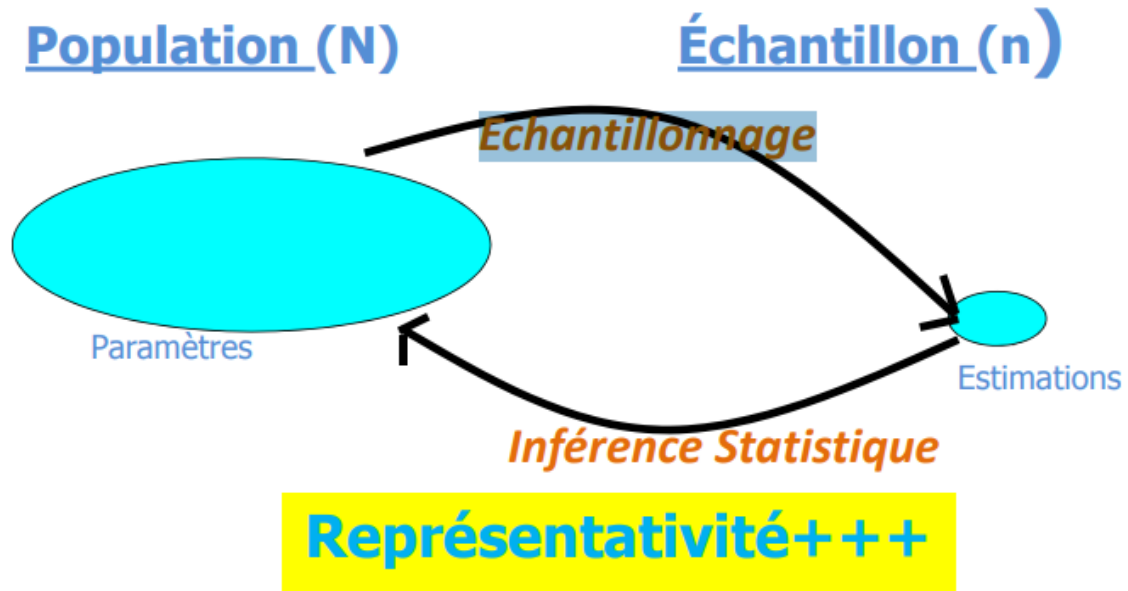 Population (N)
Échantillon (n)
Echantillonnage
Paramètres
Estimations
Inférence Statistique
Représentativité+++